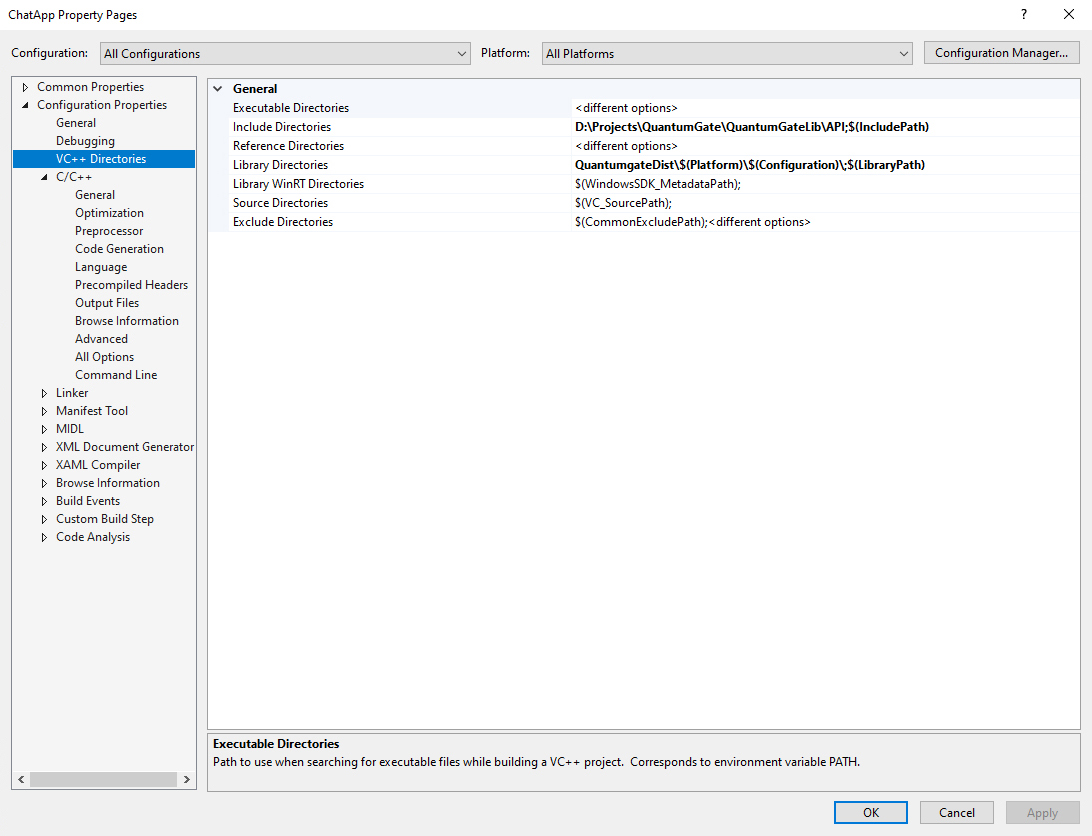 ChatApp Property Pages
?
Configuration: All Configurations Platform: All Platforms Configuration Manager...
Common Properties
Configuration Properties
General
Debugging
VC++ Directories
C/C++
General
Optimization
Preprocessor
Code Generation
Language
Precompiled Headers
Output Files
Browse Information
Advanced
All Options
Command Line
Linker
Manifest Tool
MIDL
XML Document Generator
XAML Compiler
Browse Information
Build Events
Custom Build Step
Code Analysis
General
Executable Directories <different options>
Include Directories D:\Projects\QuantumGate\QuantumGateLib\API;$(IncludePath)
Reference Directories <different options>
Library Directories QuantumgateDist\$(Platform)\$(Configuration)\;$(LibraryPath)
Library WinRT Directories $(WindowsSDK_MetadataPath);
Source Directories $(VC_SourcePath);
Exclude Directories $(CommonExcludePath);<different options>
Executable Directories
Path to use when searching for executable files while building a VC++ project.  Corresponds to environment variable PATH.
OK Cancel Apply